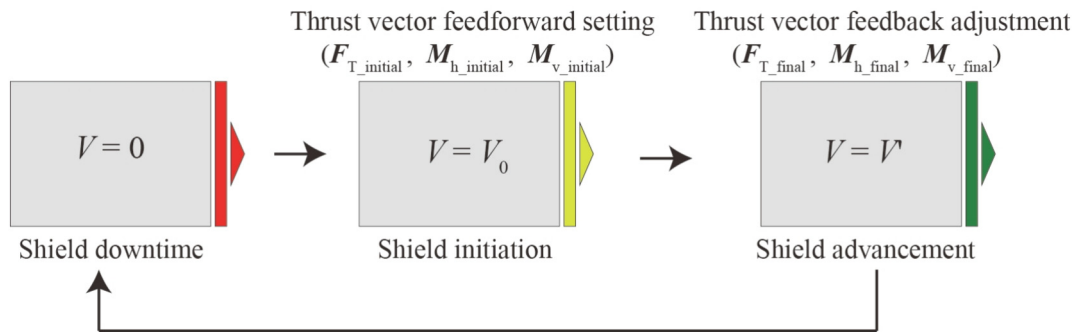 Thrust vector feedforward setting
(F_T_initial, M_h_initial, M_v_initial)
Thrust vector feedback adjustment
(F_T_final, M_h_final, M_v_final)
V = 0
V = V_0
V = V'
Shield downtime
Shield initiation
Shield advancement